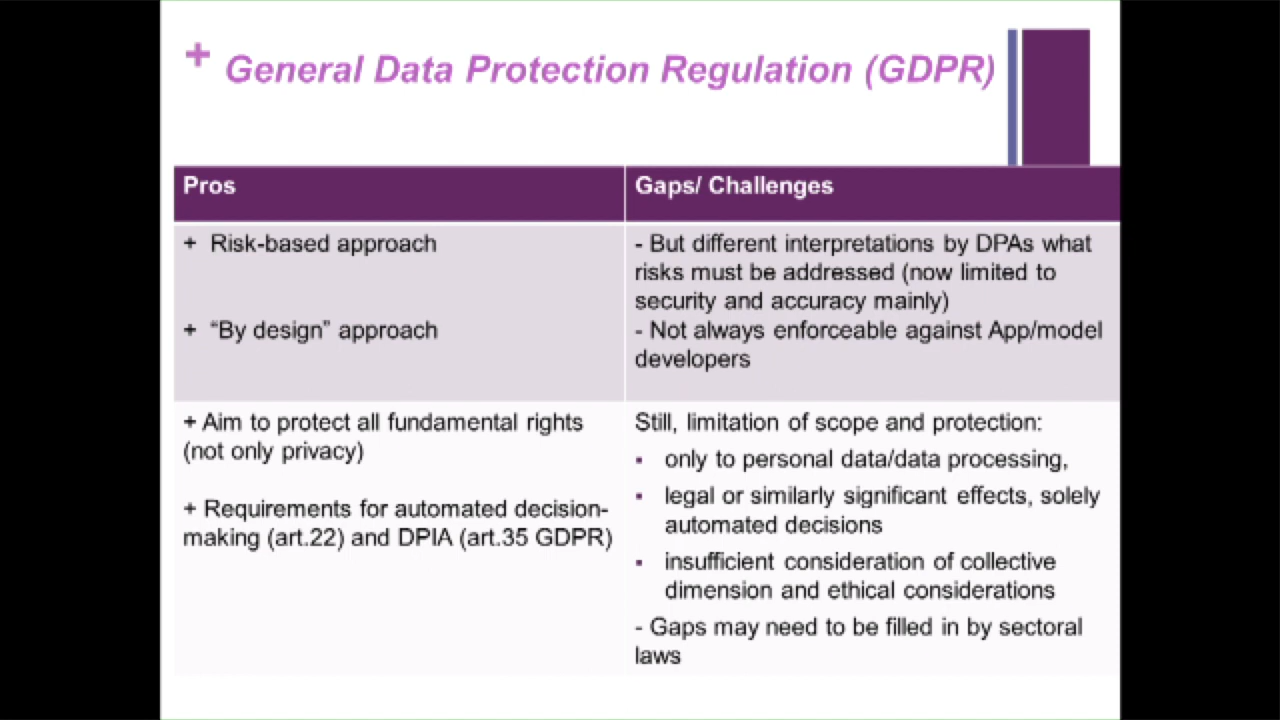 + General Data Protection Regulation (GDPR)
Pros
Gaps/ Challenges
+ Risk-based approach
+ “By design” approach
- But different interpretations by DPAs what
risks must be addressed (now limited to
security and accuracy mainly)
- Not always enforceable against App/model
developers
+ Aim to protect all fundamental rights
(not only privacy)
+ Requirements for automated decision-
making (art.22) and DPIA (art.35 GDPR)
Still, limitation of scope and protection:
▪ only to personal data/data processing,
▪ legal or similarly significant effects, solely
automated decisions
▪ insufficient consideration of collective
dimension and ethical considerations
- Gaps may need to be filled in by sectoral
laws